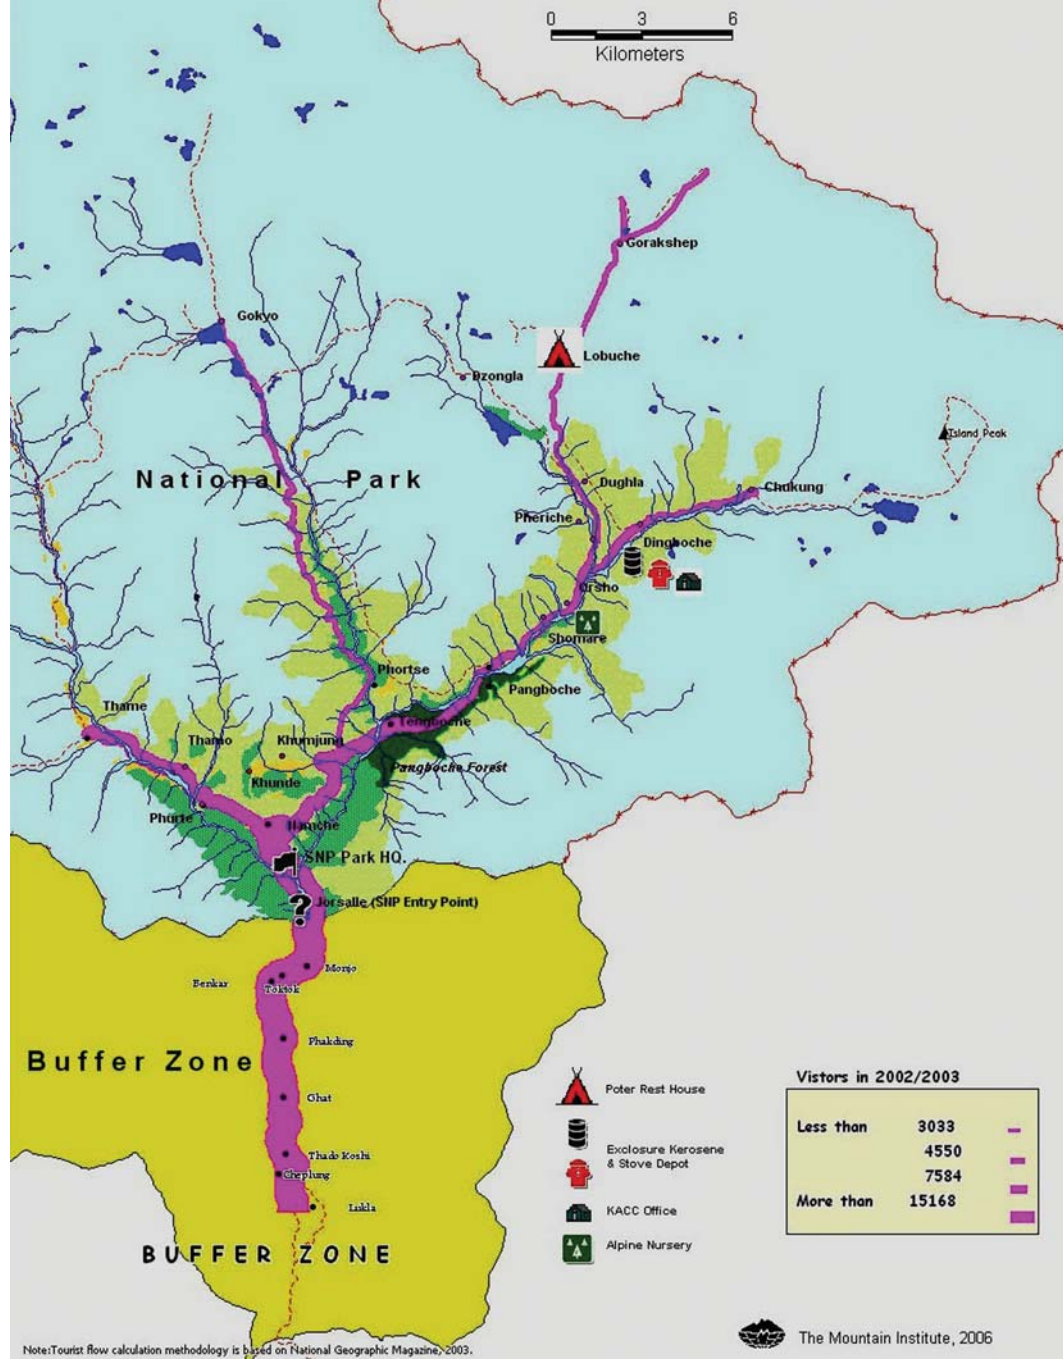 0 3 6
Kilometers
Gorakshep
Gokyo
Lobuche
Dzongla
Island Peak
National Park
Dughla
Chukung
Pheriche
Dingboche
Orsho
Shomare
Phortse
Pangboche
Thame
Tengboche
Thamo
Khumjung
Pangboche Forest
Khunde
Phurte
Namche
SNP Park HQ.
?
Jorsalle (SNP Entry Point)
Monjo
Benkar
Toktok
Phakding
Buffer Zone
Ghat
Thado Koshi
Cheplung
Lukla
BUFFER ZONE
Poter Rest House
Exclosure Kerosene
& Stove Depot
KACC Office
Alpine Nursery
Vistors in 2002/2003
Less than 3033
4550
7584
More than 15168
The Mountain Institute, 2006
Note:Tourist flow calculation methodology is based on National Geographic Magazine, 2003.